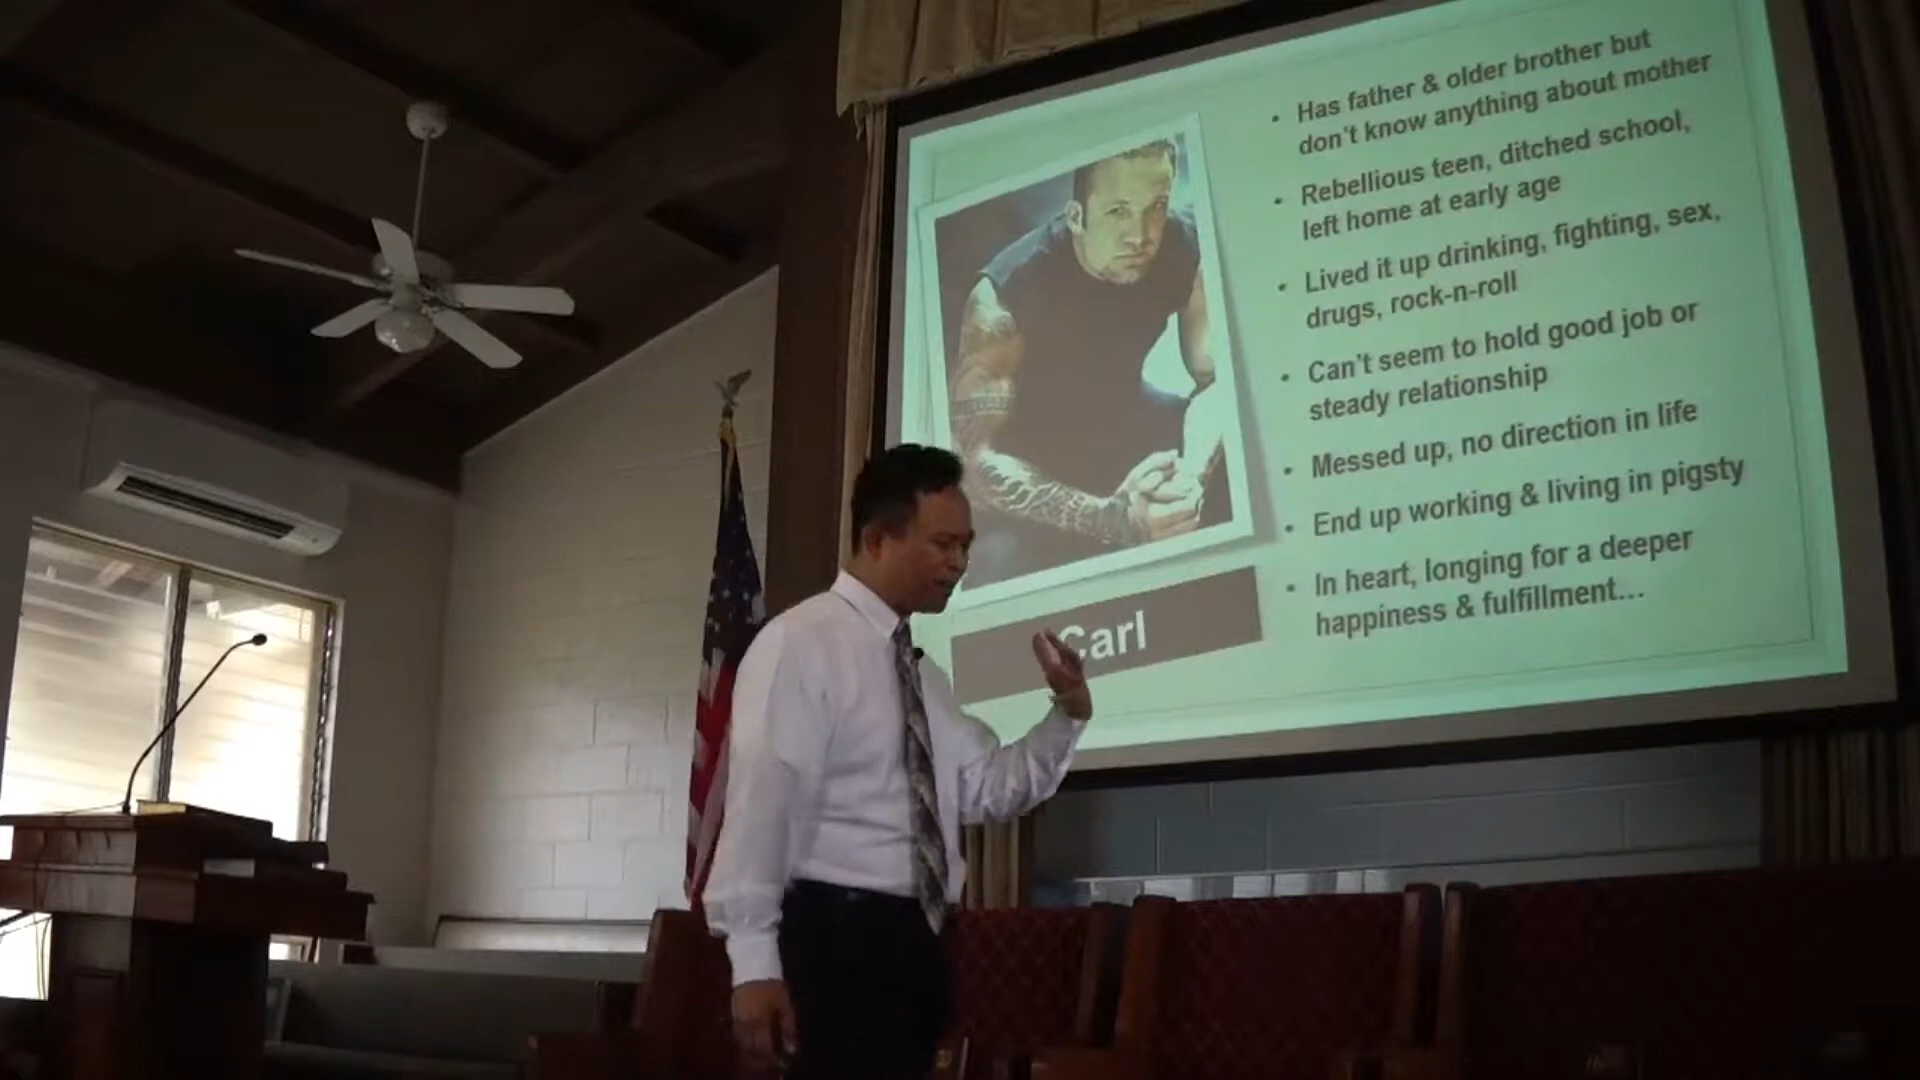 • Has father & older brother but
don't know anything about mother
• Rebellious teen, ditched school,
left home at early age
• Lived it up drinking, fighting, sex,
drugs, rock-n-roll
• Can't seem to hold good job or
steady relationship
• Messed up, no direction in life
• End up working & living in pigsty
• In heart, longing for a deeper
happiness & fulfillment...
Carl